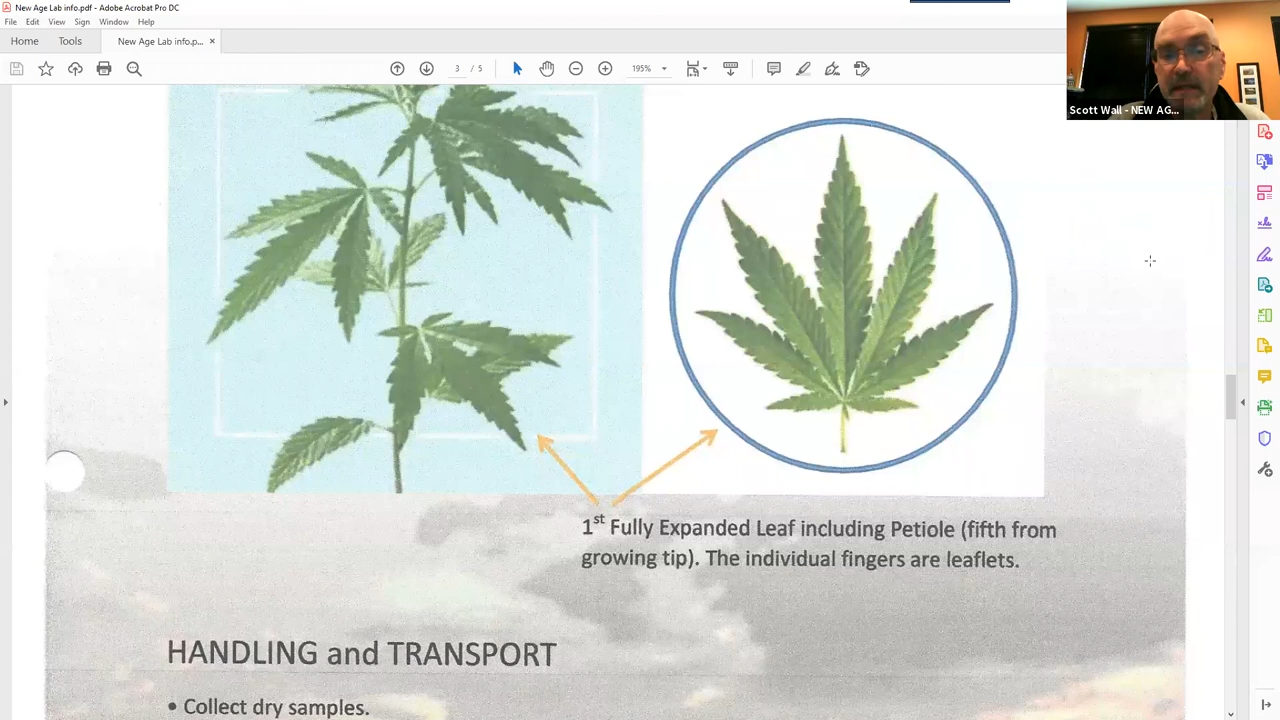 New Age Lab info.pdf - Adobe Acrobat Pro DC
File Edit View Sign Window Help
Home Tools New Age Lab info.p... ×
3 / 5 195%
Scott Wall - NEW AG...
1st Fully Expanded Leaf including Petiole (fifth from
growing tip). The individual fingers are leaflets.
HANDLING and TRANSPORT
• Collect dry samples.